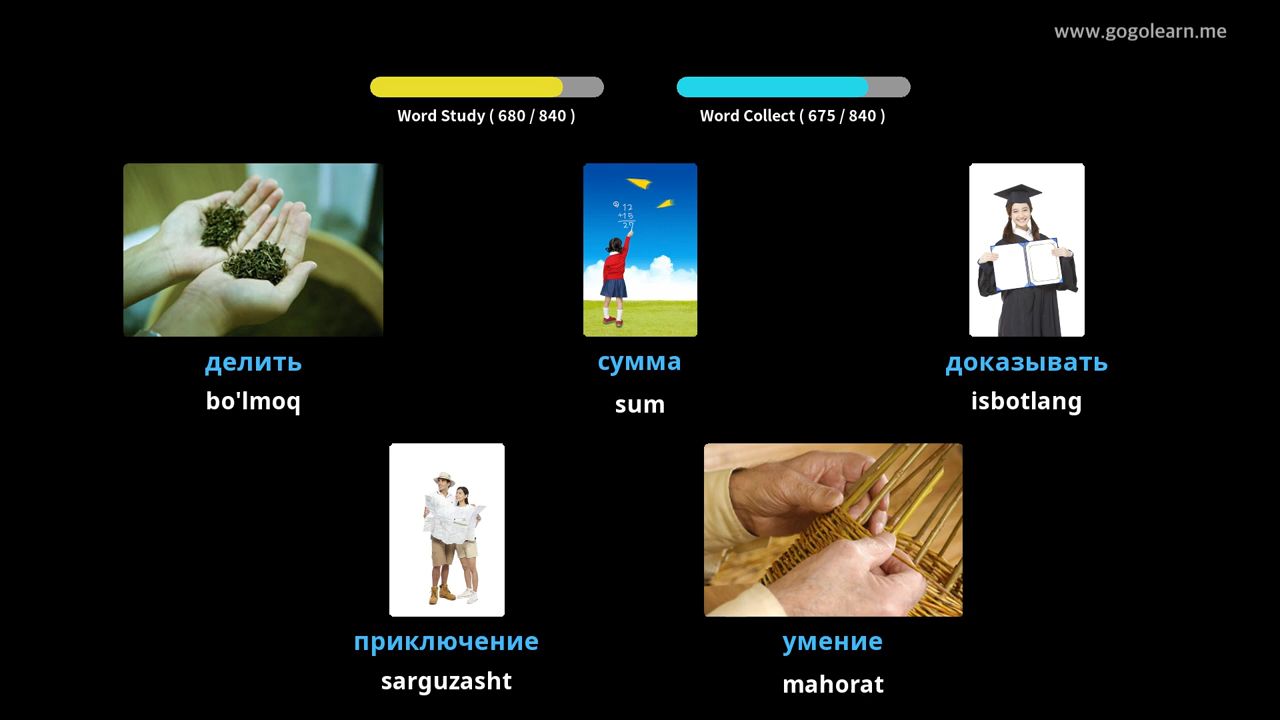 www.gogolearn.me
Word Study ( 680 / 840 )
Word Collect ( 675 / 840 )
делить
bo'lmoq
сумма
sum
доказывать
isbotlang
приключение
sarguzasht
умение
mahorat